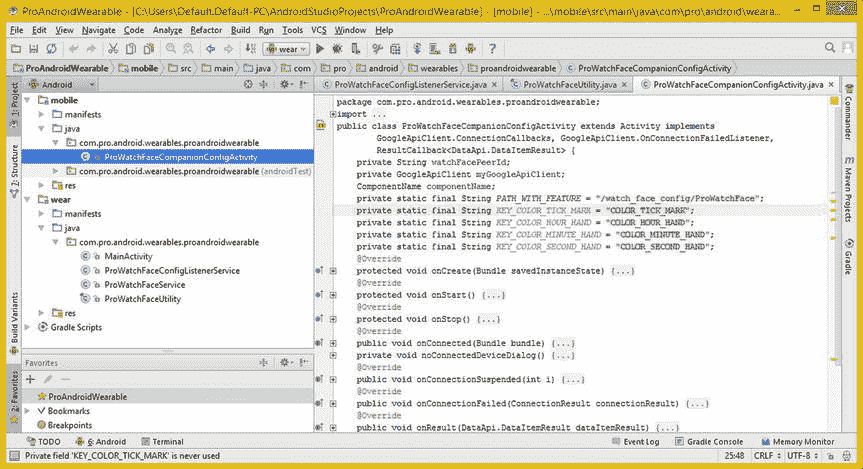 ProAndroidWearable - [C:\Users\Default.Default-PC\AndroidStudioProjects\ProAndroidWearable] - [mobile] - ...\mobile\src\main\java\com\pro\android\weara...
File Edit View Navigate Code Analyze Refactor Build Run Tools VCS Window Help
wear
ProAndroidWearable mobile src main java com pro android wearables proandroidwearable ProWatchFaceCompanionConfigActivity
Android
ProWatchFaceConfigListenerService.java ProWatchFaceUtility.java ProWatchFaceCompanionConfigActivity.java
1: Project
2: Structure
Build Variants
2: Favorites
mobile
manifests
java
com.pro.android.wearables.proandroidwearable
ProWatchFaceCompanionConfigActivity
com.pro.android.wearables.proandroidwearable (androidTest)
res
wear
manifests
java
com.pro.android.wearables.proandroidwearable
MainActivity
ProWatchFaceConfigListenerService
ProWatchFaceService
ProWatchFaceUtility
res
Gradle Scripts
Favorites
ProAndroidWearable
Bookmarks
Breakpoints
package com.pro.android.wearables.proandroidwearable;
import ...
public class ProWatchFaceCompanionConfigActivity extends Activity implements
GoogleApiClient.ConnectionCallbacks, GoogleApiClient.OnConnectionFailedListener,
ResultCallback<DataApi.DataItemResult> {
private String watchFacePeerId;
private GoogleApiClient myGoogleApiClient;
ComponentName componentName;
private static final String PATH_WITH_FEATURE = "/watch_face_config/ProWatchFace";
private static final String KEY_COLOR_TICK_MARK = "COLOR_TICK_MARK";
private static final String KEY_COLOR_HOUR_HAND = "COLOR_HOUR_HAND";
private static final String KEY_COLOR_MINUTE_HAND = "COLOR_MINUTE_HAND";
private static final String KEY_COLOR_SECOND_HAND = "COLOR_SECOND_HAND";
@Override
protected void onCreate(Bundle savedInstanceState) {...}
@Override
protected void onStart() {...}
@Override
protected void onStop() {...}
@Override
public void onConnected(Bundle bundle) {...}
private void noConnectedDeviceDialog() {...}
@Override
public void onConnectionSuspended(int i) {...}
@Override
public void onConnectionFailed(ConnectionResult connectionResult) {...}
@Override
public void onResult(DataApi.DataItemResult dataItemResult) {...}
Commander
Maven Projects
Gradle
TODO 6: Android Terminal Event Log Gradle Console Memory Monitor
Private field 'KEY_COLOR_TICK_MARK' is never used 25:48 CRLF UTF-8